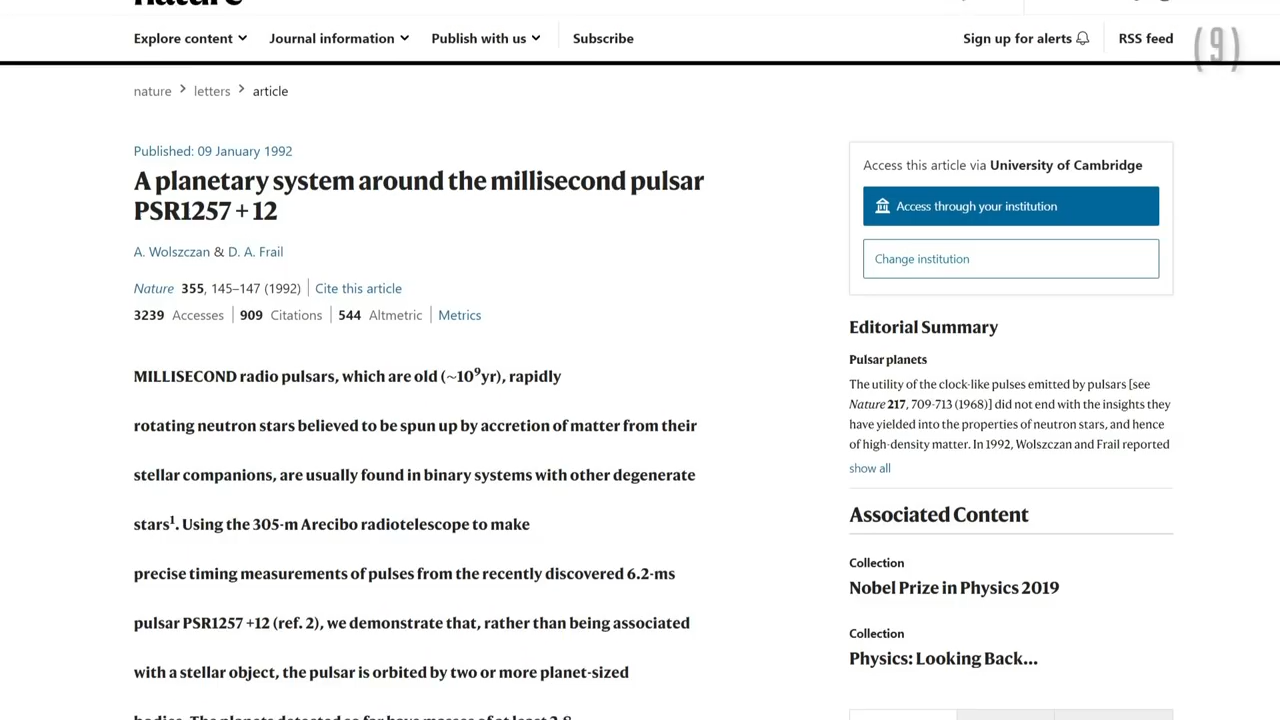 Explore content
Journal information
Publish with us
Subscribe
Sign up for alerts
RSS feed
(9)
nature > letters > article
Published: 09 January 1992
A planetary system around the millisecond pulsar
PSR1257 + 12
A. Wolszczan & D. A. Frail
Nature 355, 145–147 (1992) | Cite this article
3239 Accesses | 909 Citations | 544 Altmetric | Metrics
MILLISECOND radio pulsars, which are old (~10⁹yr), rapidly
rotating neutron stars believed to be spun up by accretion of matter from their
stellar companions, are usually found in binary systems with other degenerate
stars¹. Using the 305-m Arecibo radiotelescope to make
precise timing measurements of pulses from the recently discovered 6.2-ms
pulsar PSR1257 +12 (ref. 2), we demonstrate that, rather than being associated
with a stellar object, the pulsar is orbited by two or more planet-sized
Access this article via University of Cambridge
Access through your institution
Change institution
Editorial Summary
Pulsar planets
The utility of the clock-like pulses emitted by pulsars [see
Nature 217, 709-713 (1968)] did not end with the insights they
have yielded into the properties of neutron stars, and hence
of high-density matter. In 1992, Wolszczan and Frail reported
show all
Associated Content
Collection
Nobel Prize in Physics 2019
Collection
Physics: Looking Back...